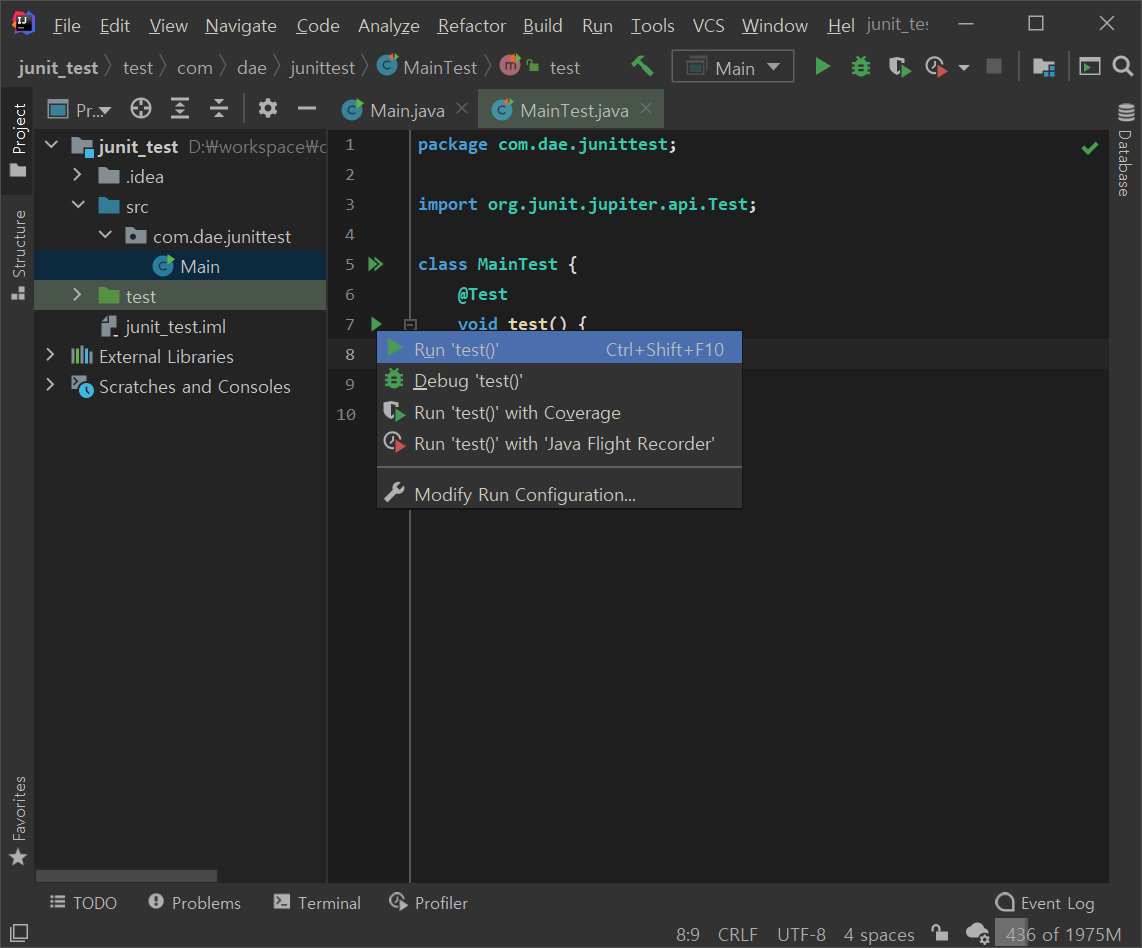 File Edit View Navigate Code Analyze Refactor Build Run Tools VCS Window Hel junit_tes
junit_test test com dae junittest MainTest test Main
Pr... Main.java MainTest.java
Project
Structure
Favorites
junit_test D:₩workspace₩c
.idea
src
com.dae.junittest
Main
test
junit_test.iml
External Libraries
Scratches and Consoles
1 package com.dae.junittest;
2
3 import org.junit.jupiter.api.Test;
4
5 class MainTest {
6 @Test
7 void test() {
8
9
10
Run 'test()' Ctrl+Shift+F10
Debug 'test()'
Run 'test()' with Coverage
Run 'test()' with 'Java Flight Recorder'
Modify Run Configuration...
Database
TODO Problems Terminal Profiler Event Log
8:9 CRLF UTF-8 4 spaces 436 of 1975M